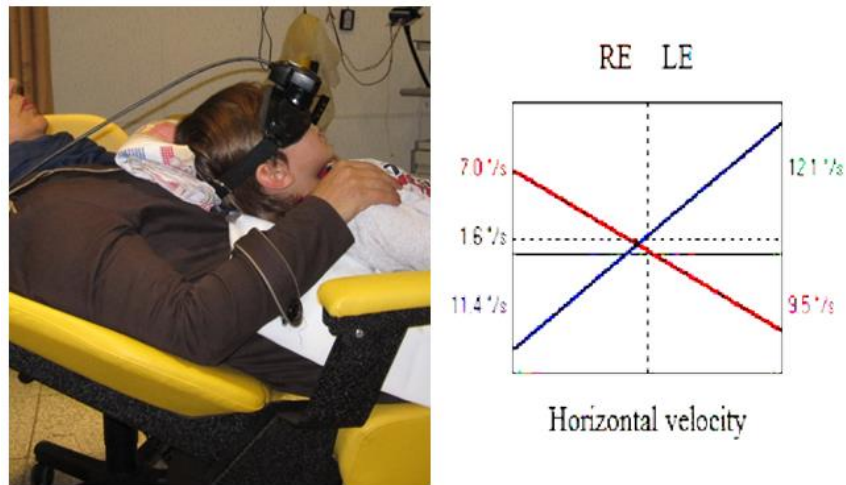 RE LE
7.0 °/s
12.1 °/s
1.6 °/s
11.4 °/s
9.5 °/s
Horizontal velocity